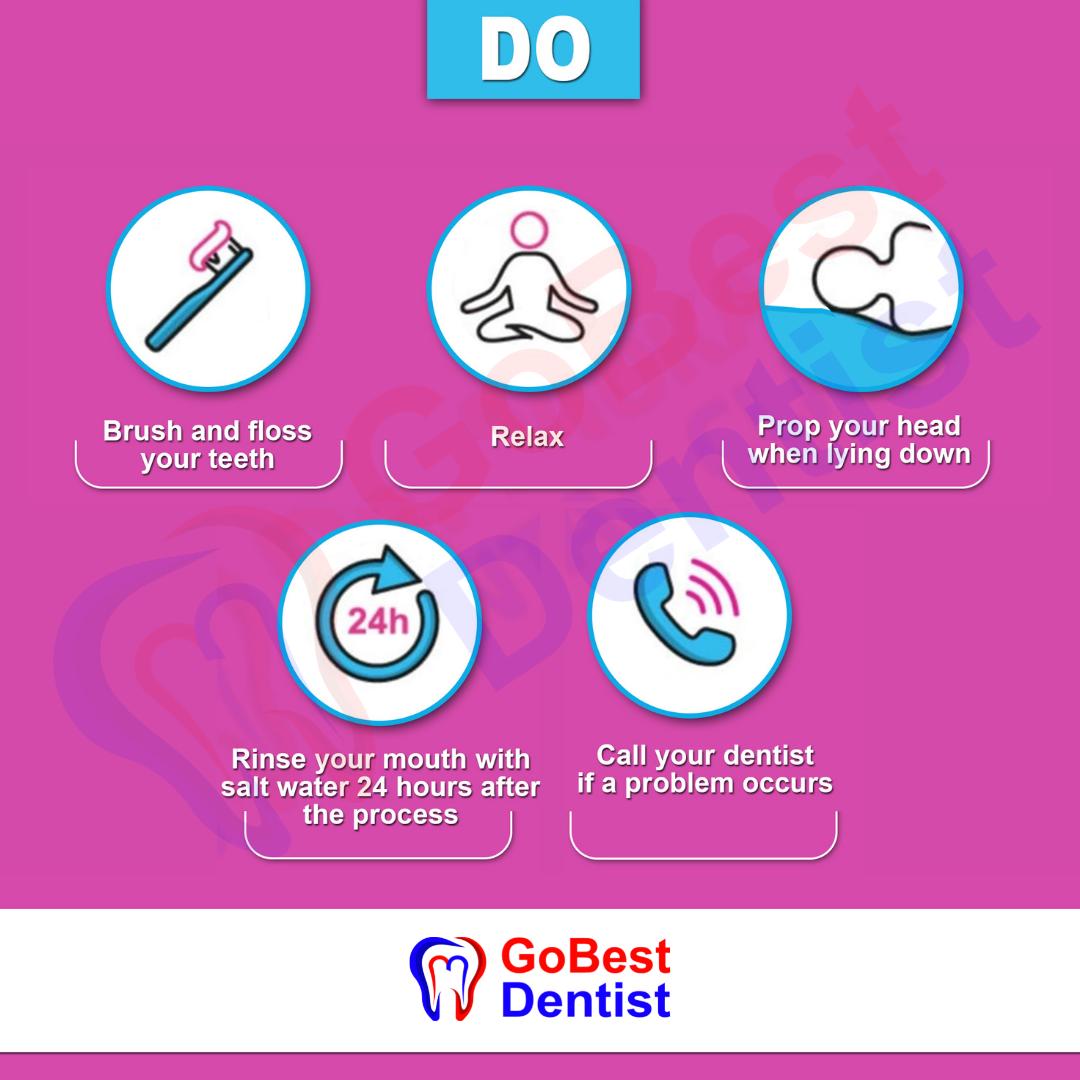 DO
Brush and floss
your teeth
Relax
Prop your head
when lying down
24h
Rinse your mouth with
salt water 24 hours after
the process
Call your dentist
if a problem occurs
GoBest
Dentist
GoBest
Dentist